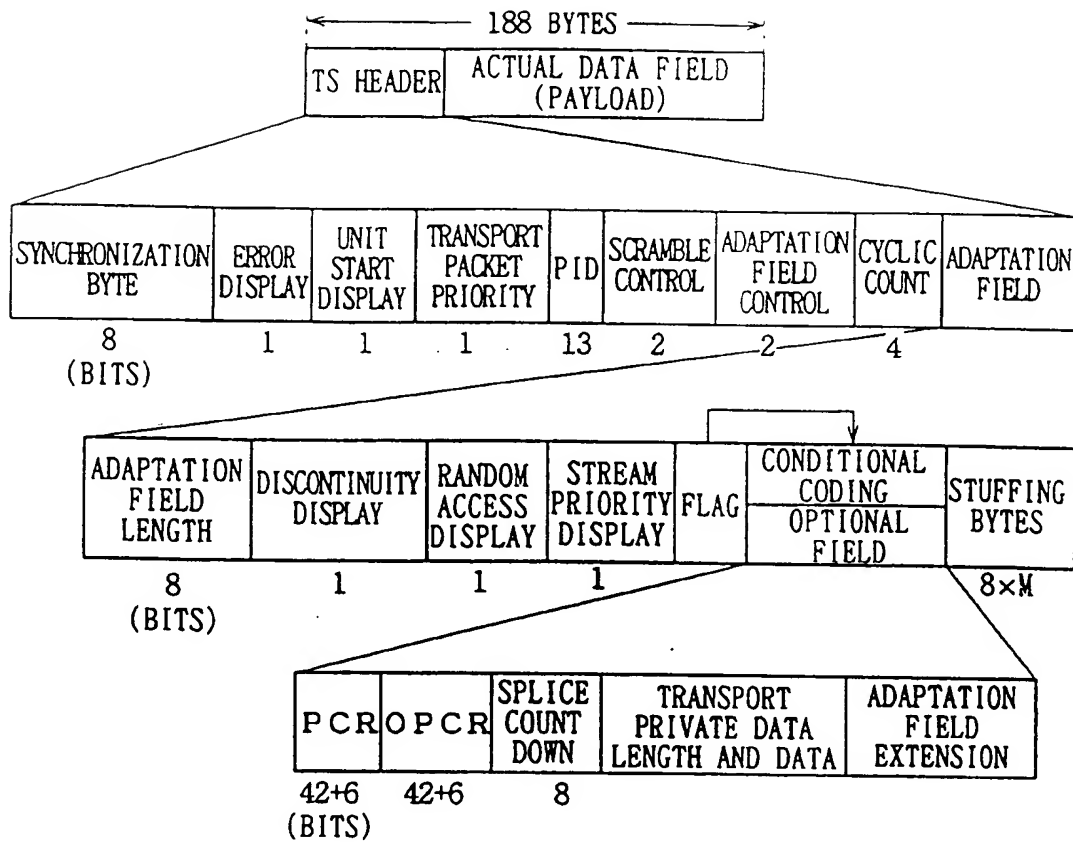 188 BYTES
TS HEADER
ACTUAL DATA FIELD
(PAYLOAD)
SYNCHRONIZATION
BYTE
ERROR
DISPLAY
UNIT
START
DISPLAY
TRANSPORT
PACKET
PRIORITY
PID
SCRAMBLE
CONTROL
ADAPTATION
FIELD
CONTROL
CYCLIC
COUNT
ADAPTATION
FIELD
8
(BITS)
1
1
1
13
2
2
4
ADAPTATION
FIELD
LENGTH
DISCONTINUITY
DISPLAY
RANDOM
ACCESS
DISPLAY
STREAM
PRIORITY
DISPLAY
FLAG
CONDITIONAL
CODING
OPTIONAL
FIELD
STUFFING
BYTES
8
(BITS)
1
1
1
8×M
PCR
OPCR
SPLICE
COUNT
DOWN
TRANSPORT
PRIVATE DATA
LENGTH AND DATA
ADAPTATION
FIELD
EXTENSION
42+6
(BITS)
42+6
8